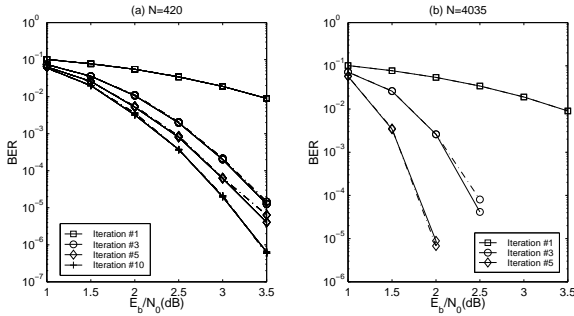 (a) N=420
10^0
10^-1
10^-2
10^-3
10^-4
10^-5
10^-6
10^-7
BER
Iteration #1
Iteration #3
Iteration #5
Iteration #10
1 1.5 2 2.5 3 3.5
E_b/N_0(dB)
(b) N=4035
10^0
10^-1
10^-2
10^-3
10^-4
10^-5
10^-6
BER
Iteration #1
Iteration #3
Iteration #5
1 1.5 2 2.5 3 3.5
E_b/N_0(dB)